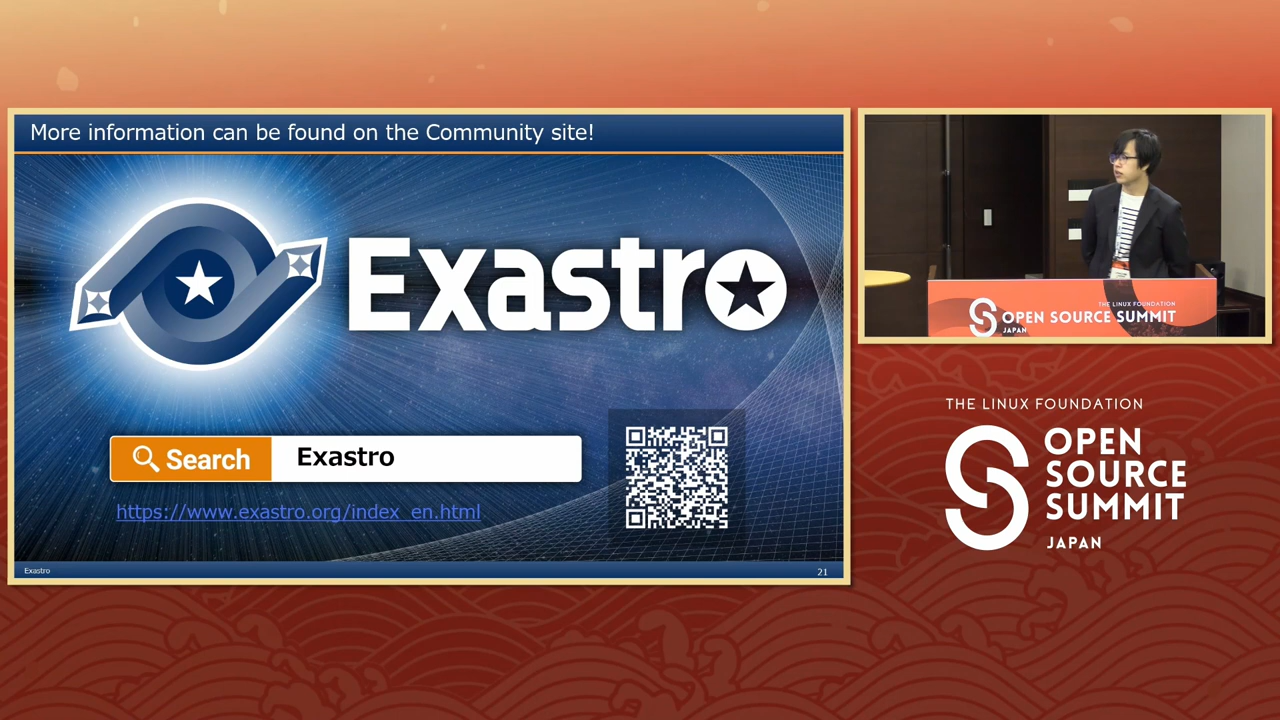 More information can be found on the Community site!
Exastro
Search
Exastro
https://www.exastro.org/index_en.html
Exastro
21
THE LINUX FOUNDATION
OPEN SOURCE SUMMIT
JAPAN
THE LINUX FOUNDATION
OPEN
SOURCE
SUMMIT
JAPAN